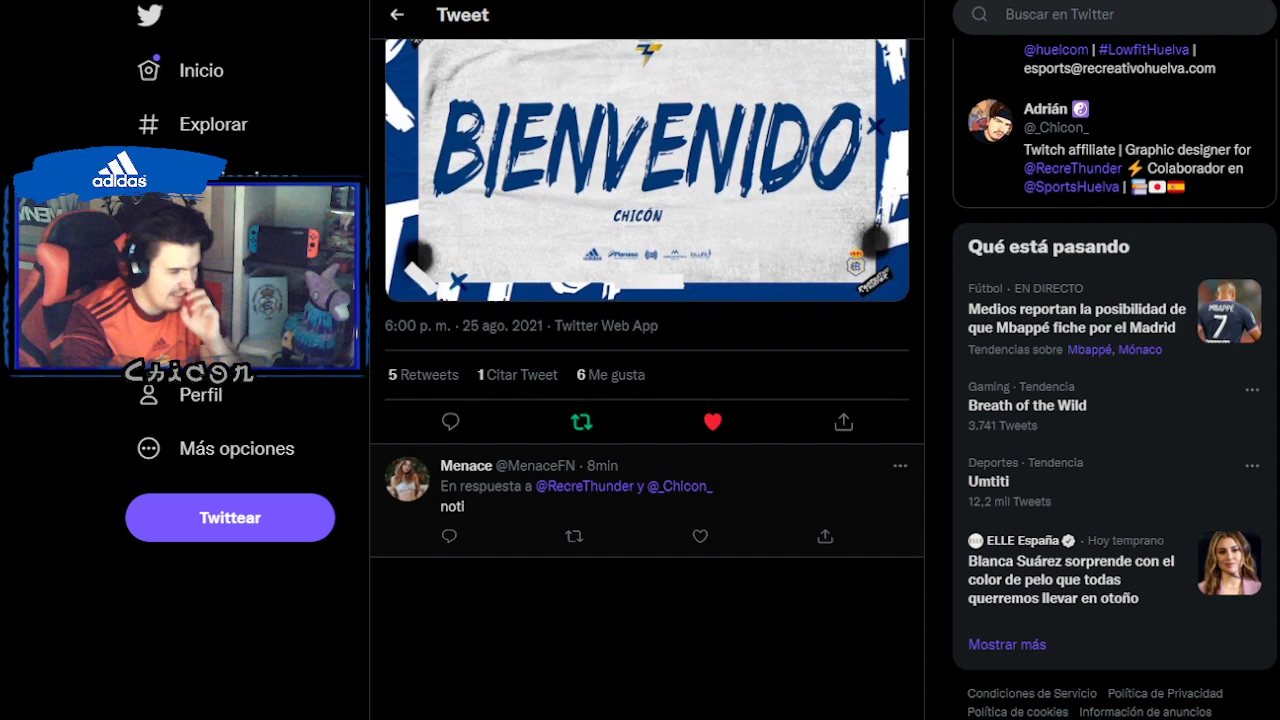 Tweet
Buscar en Twitter
Inicio
Explorar
adidas
Chicon
Perfil
Más opciones
Twittear
BIENVENIDO
CHICÓN
6:00 p. m. · 25 ago. 2021 · Twitter Web App
5 Retweets 1 Citar Tweet 6 Me gusta
Menace @MenaceFN · 8min
En respuesta a @RecreThunder y @_Chicon_
noti
@huelcom | #LowfitHuelva |
esports@recreativohuelva.com
Adrián
@_Chicon_
Twitch affiliate | Graphic designer for
@RecreThunder ⚡ Colaborador en
@SportsHuelva |
Qué está pasando
Fútbol · EN DIRECTO
Medios reportan la posibilidad de
que Mbappé fiche por el Madrid
Tendencias sobre Mbappé, Mónaco
MBAPPÉ
7
Gaming · Tendencia
Breath of the Wild
3.741 Tweets
Deportes · Tendencia
Umtiti
12,2 mil Tweets
ELLE España · Hoy temprano
Blanca Suárez sorprende con el
color de pelo que todas
querremos llevar en otoño
Mostrar más
Condiciones de Servicio Política de Privacidad
Política de cookies Información de anuncios